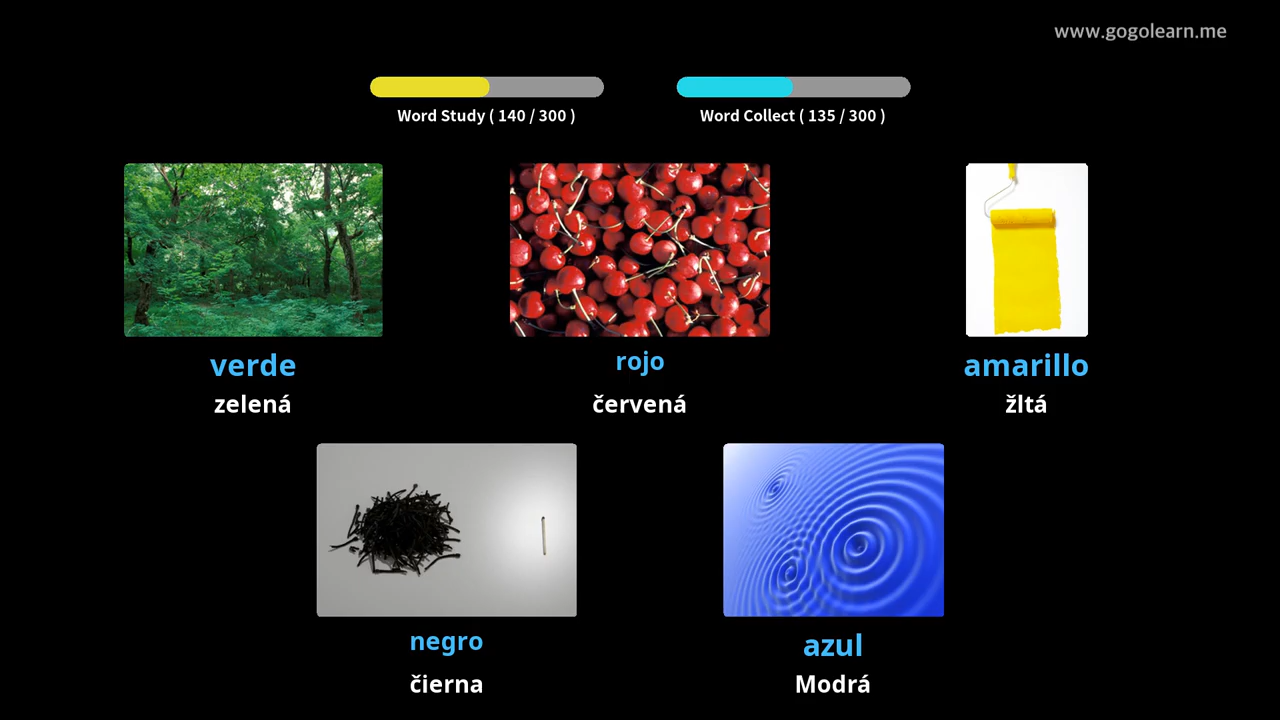 www.gogolearn.me
Word Study ( 140 / 300 )
Word Collect ( 135 / 300 )
verde
zelená
rojo
červená
amarillo
žltá
negro
čierna
azul
Modrá